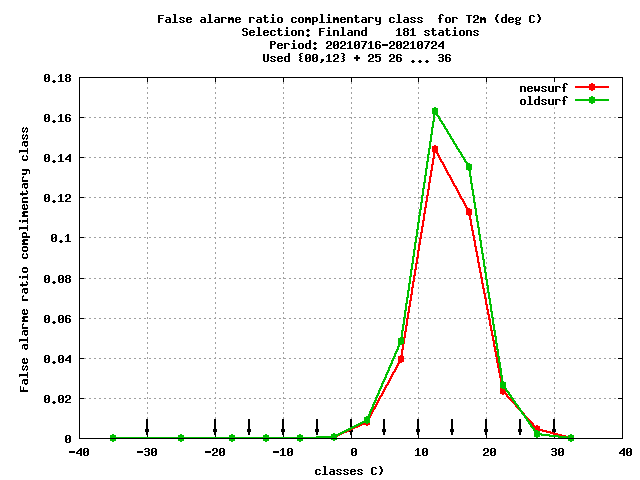 False alarme ratio complimentary class  for T2m (deg C)
Selection: Finland    181 stations
Period: 20210716-20210724
Used {00,12} + 25 26 ... 36
newsurf
oldsurf
False alarme ratio complimentary class
0.18
0.16
0.14
0.12
0.1
0.08
0.06
0.04
0.02
0
-40
-30
-20
-10
0
10
20
30
40
classes C)